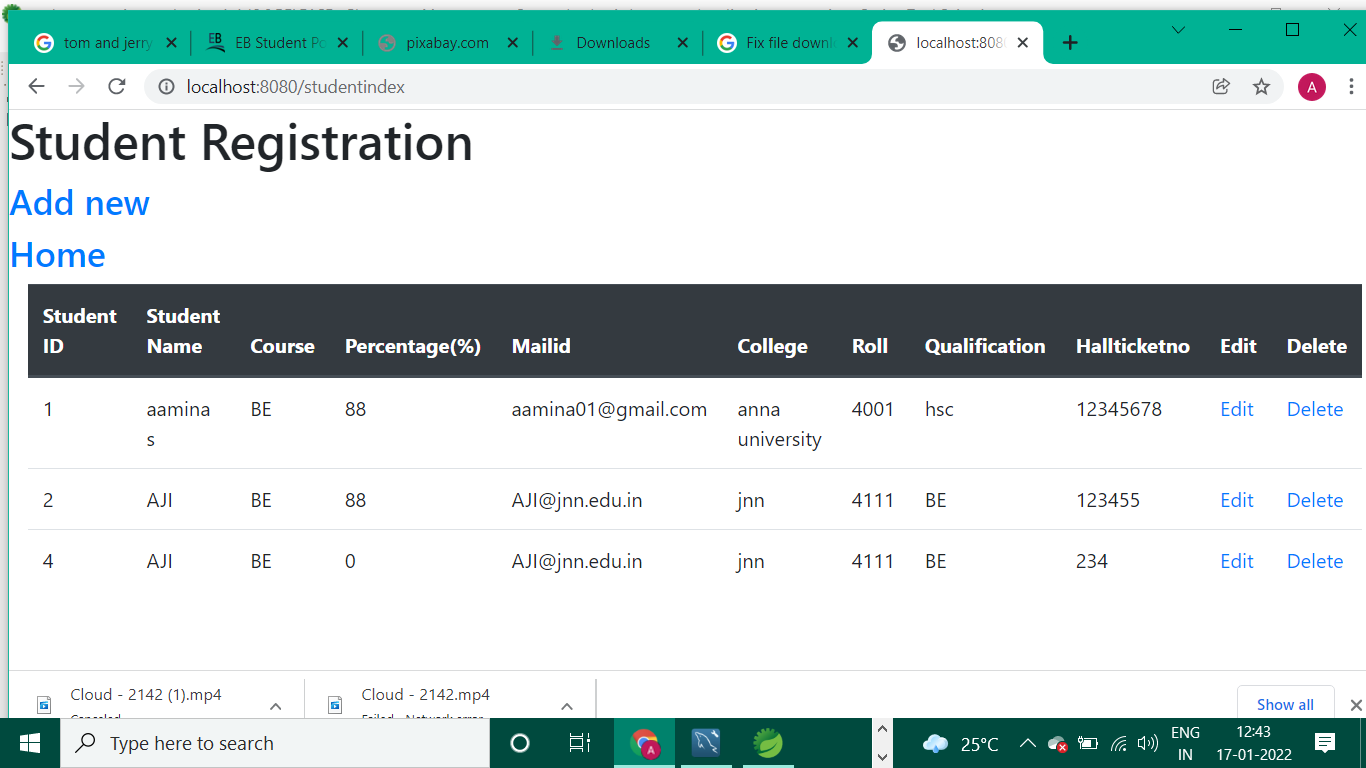 tom and jerry
EB Student Po
pixabay.com
Downloads
Fix file downl
localhost:808
localhost:8080/studentindex
A
Student Registration
Add new
Home
Student ID
Student Name
Course
Percentage(%)
Mailid
College
Roll
Qualification
Hallticketno
Edit
Delete
1
aamina s
BE
88
aamina01@gmail.com
anna university
4001
hsc
12345678
Edit
Delete
2
AJI
BE
88
AJI@jnn.edu.in
jnn
4111
BE
123455
Edit
Delete
4
AJI
BE
0
AJI@jnn.edu.in
jnn
4111
BE
234
Edit
Delete
Cloud - 2142 (1).mp4
Canceled
Cloud - 2142.mp4
Failed - Network error
Show all
Type here to search
A
25°C
ENG
IN
12:43
17-01-2022